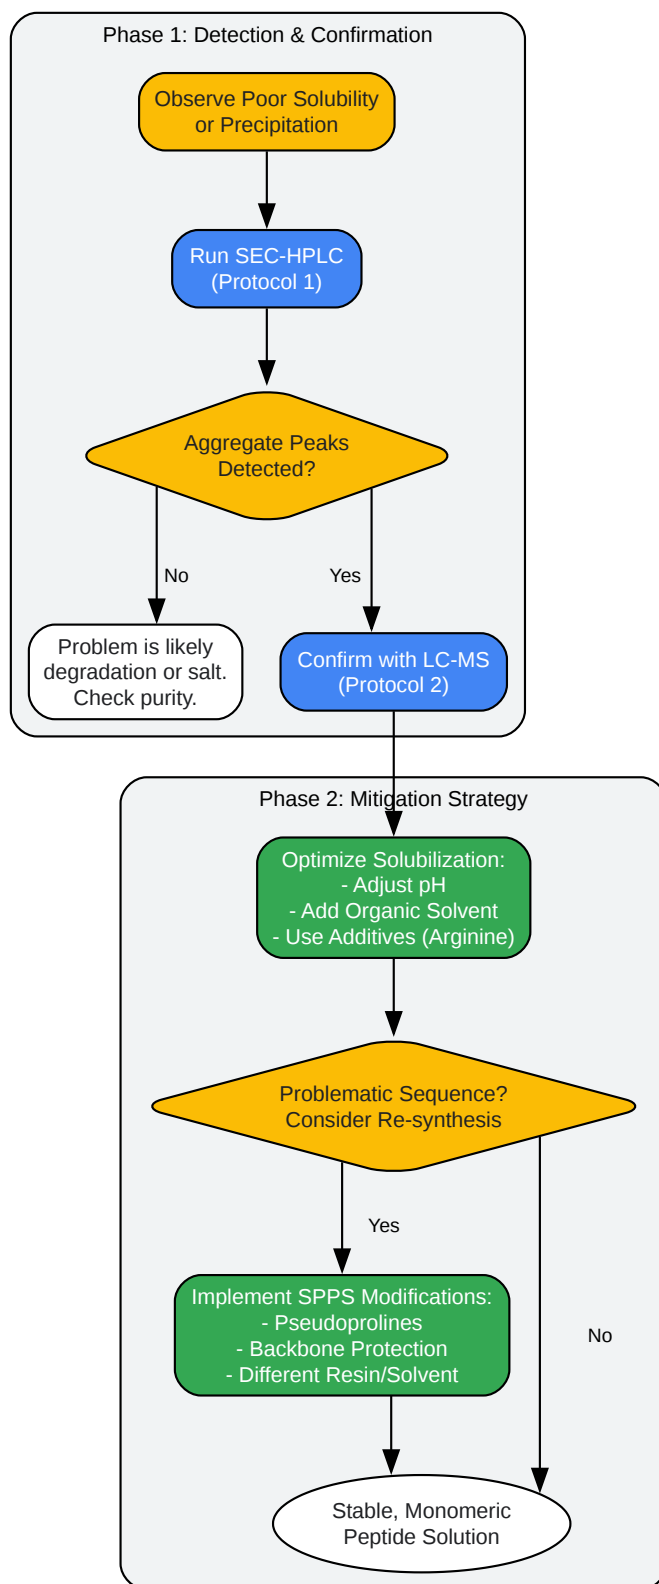 Phase 1: Detection & Confirmation
Observe Poor Solubility
or Precipitation
Run SEC-HPLC
(Protocol 1)
Aggregate Peaks
Detected?
No
Yes
Problem is likely
degradation or salt.
Check purity.
Confirm with LC-MS
(Protocol 2)
Phase 2: Mitigation Strategy
Optimize Solubilization:
- Adjust pH
- Add Organic Solvent
- Use Additives (Arginine)
Problematic Sequence?
Consider Re-synthesis
Yes
Implement SPPS Modifications:
- Pseudoprolines
- Backbone Protection
- Different Resin/Solvent
No
Stable, Monomeric
Peptide Solution